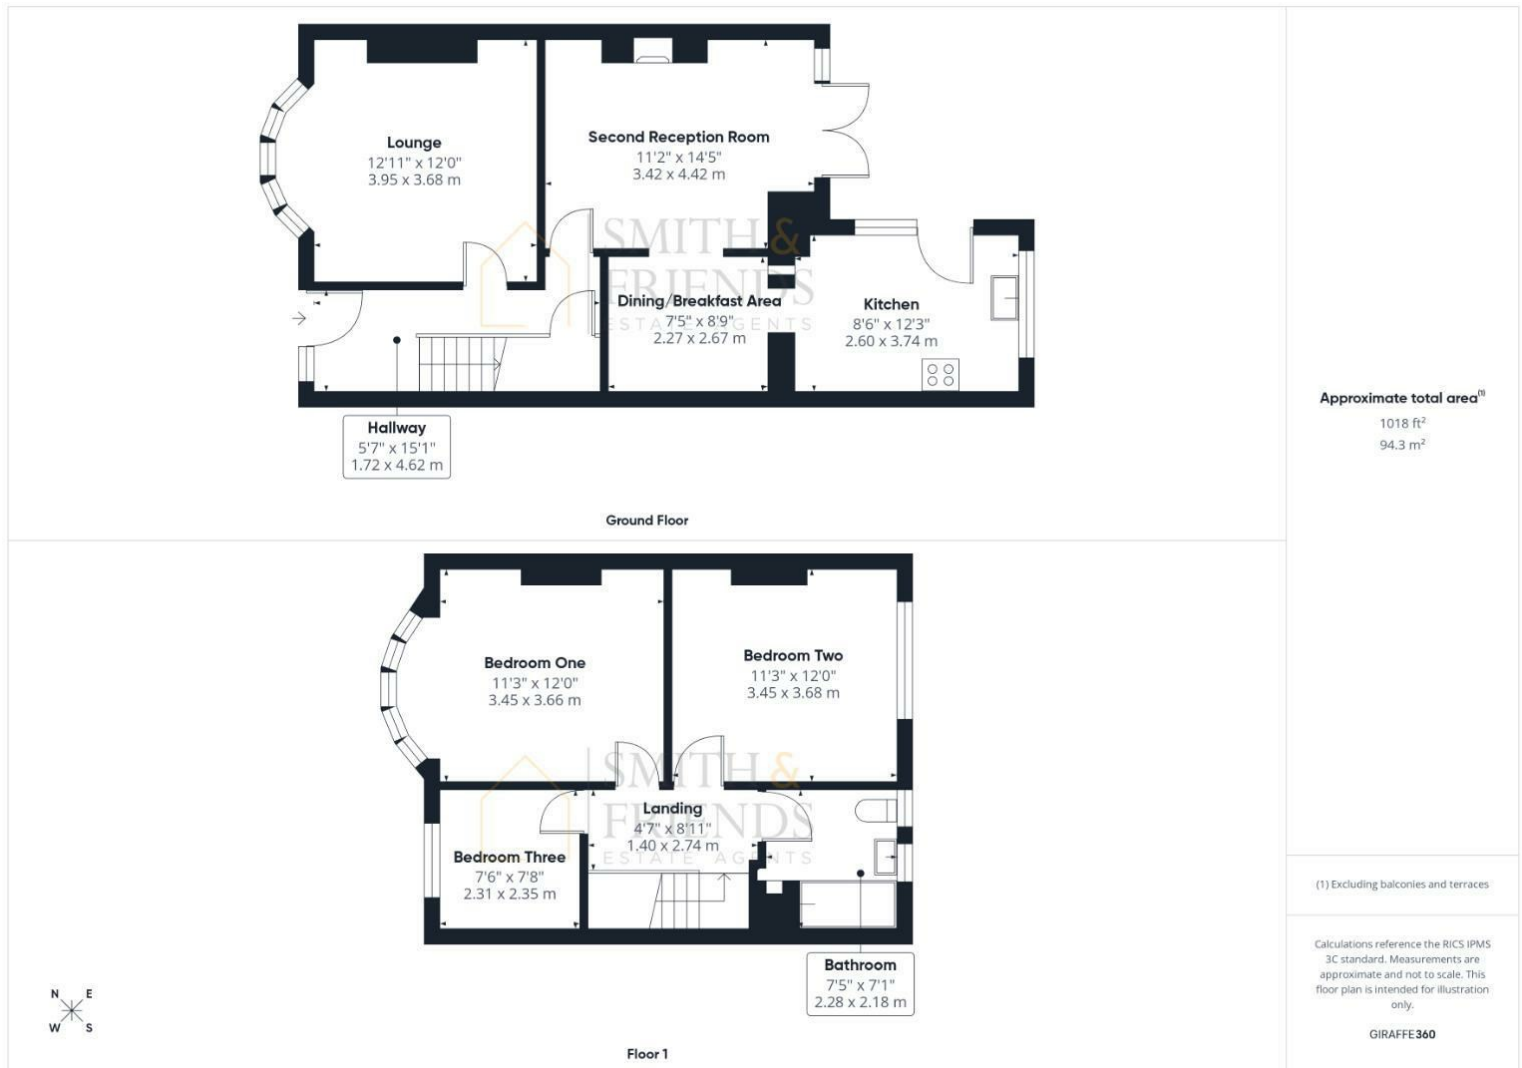 Lounge
12'11" x 12'0"
3.95 x 3.68 m
Second Reception Room
11'2" x 14'5"
3.42 x 4.42 m
SMITH &
FRIENDS
ESTATE AGENTS
Dining/Breakfast Area
7'5" x 8'9"
2.27 x 2.67 m
Kitchen
8'6" x 12'3"
2.60 x 3.74 m
Hallway
5'7" x 15'1"
1.72 x 4.62 m
Ground Floor
Approximate total area(1)
1018 ft²
94.3 m²
Bedroom One
11'3" x 12'0"
3.45 x 3.66 m
Bedroom Two
11'3" x 12'0"
3.45 x 3.68 m
SMITH &
FRIENDS
ESTATE AGENTS
Landing
4'7" x 8'11"
1.40 x 2.74 m
Bedroom Three
7'6" x 7'8"
2.31 x 2.35 m
Bathroom
7'5" x 7'1"
2.28 x 2.18 m
N E
W S
Floor 1
(1) Excluding balconies and terraces
Calculations reference the RICS IPMS
3C standard. Measurements are
approximate and not to scale. This
floor plan is intended for illustration
only.
GIRAFFE360